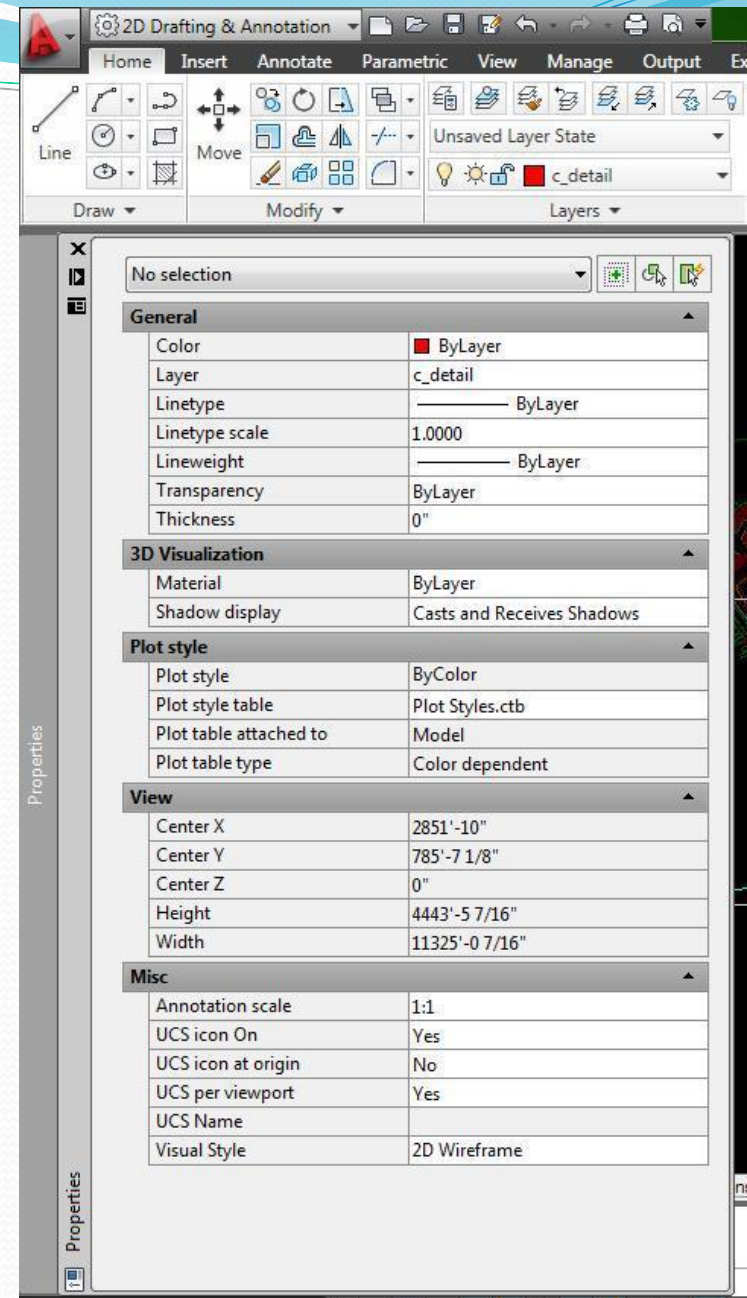 2D Drafting & Annotation
Home Insert Annotate Parametric View Manage Output Ex
Line
Move
Unsaved Layer State
c_detail
Draw Modify Layers
No selection
General
Color ByLayer
Layer c_detail
Linetype ByLayer
Linetype scale 1.0000
Lineweight ByLayer
Transparency ByLayer
Thickness 0"
3D Visualization
Material ByLayer
Shadow display Casts and Receives Shadows
Plot style
Plot style ByColor
Plot style table Plot Styles.ctb
Plot table attached to Model
Plot table type Color dependent
View
Center X 2851'-10"
Center Y 785'-7 1/8"
Center Z 0"
Height 4443'-5 7/16"
Width 11325'-0 7/16"
Misc
Annotation scale 1:1
UCS icon On Yes
UCS icon at origin No
UCS per viewport Yes
UCS Name
Visual Style 2D Wireframe
Properties
Properties